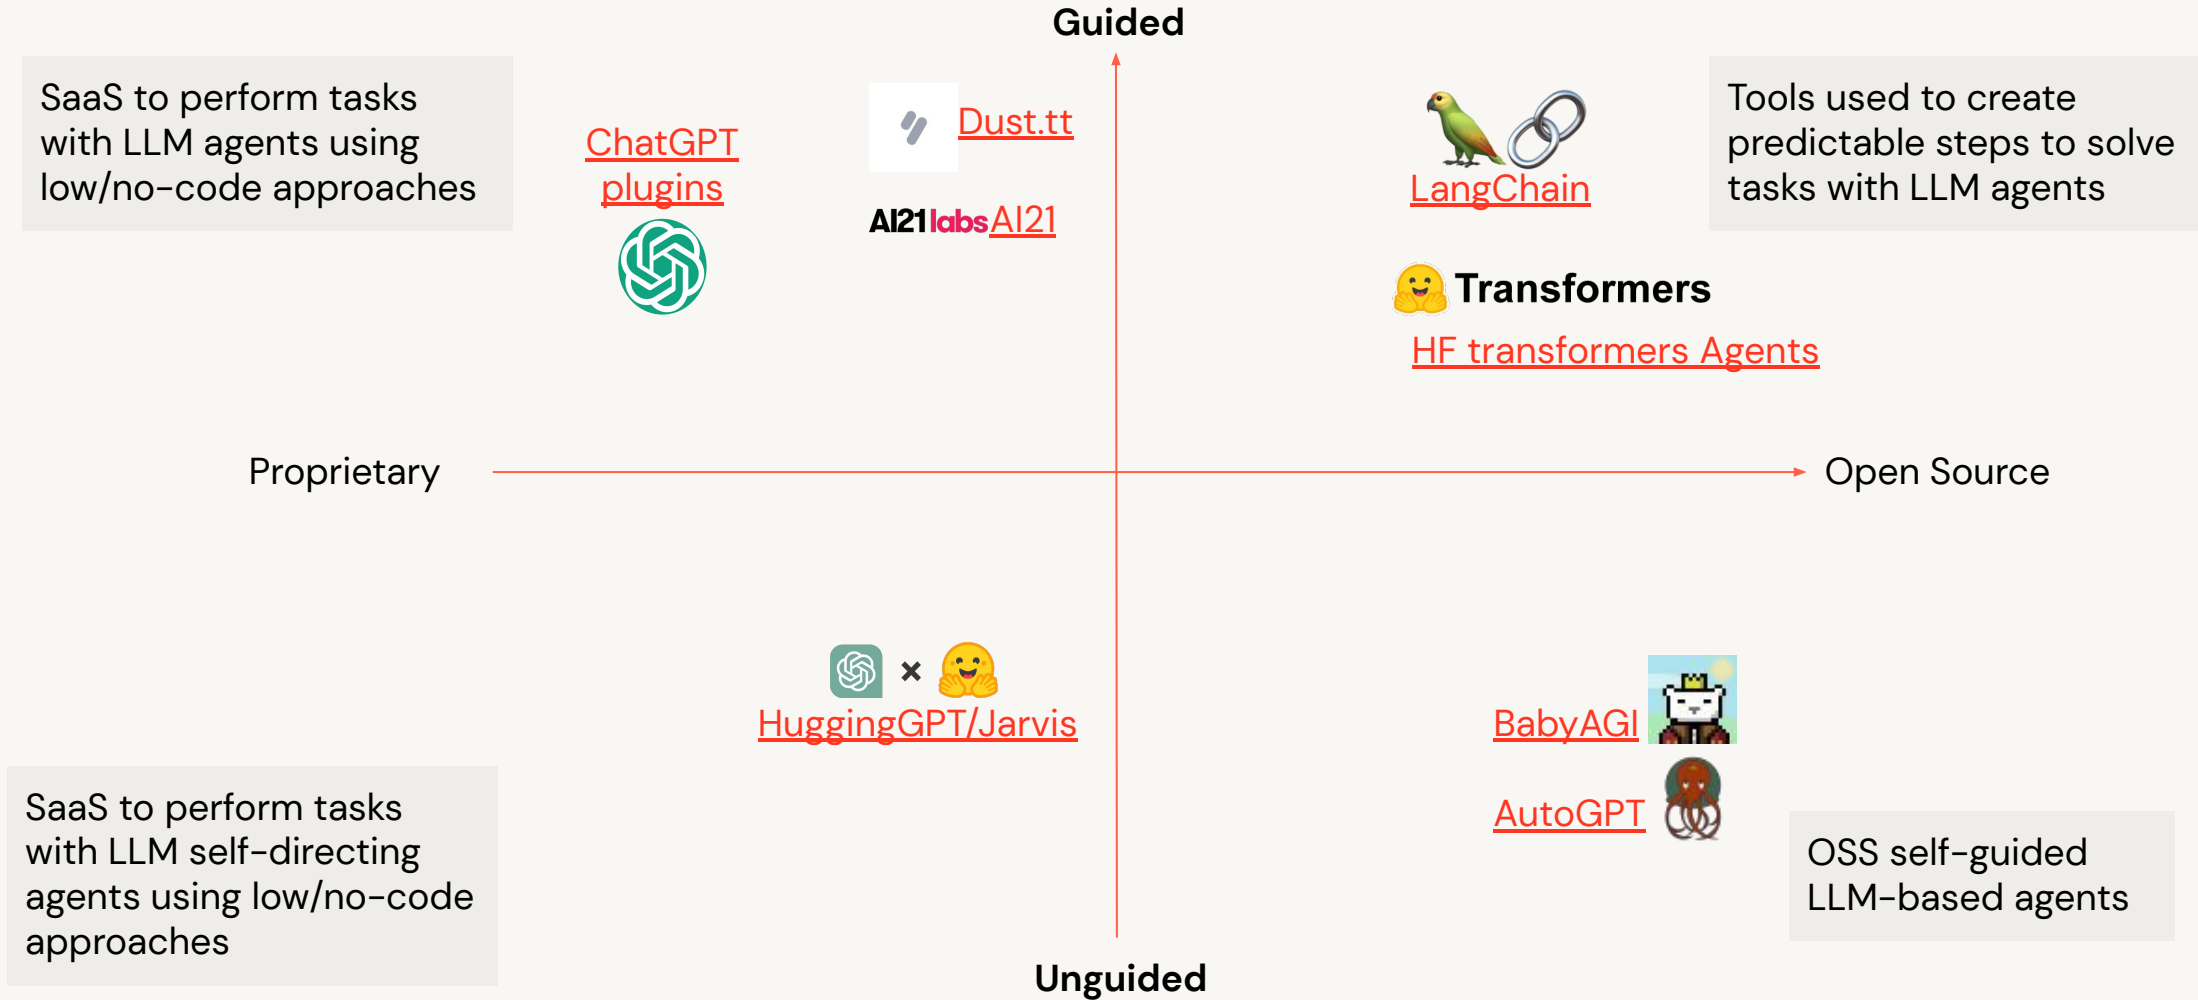 Guided
SaaS to perform tasks
with LLM agents using
low/no-code approaches
ChatGPT
plugins
Dust.tt
AI21labs AI21
LangChain
Tools used to create
predictable steps to solve
tasks with LLM agents
Transformers
HF transformers Agents
Proprietary
Open Source
×
HuggingGPT/Jarvis
BabyAGI
AutoGPT
SaaS to perform tasks
with LLM self-directing
agents using low/no-code
approaches
OSS self-guided
LLM-based agents
Unguided